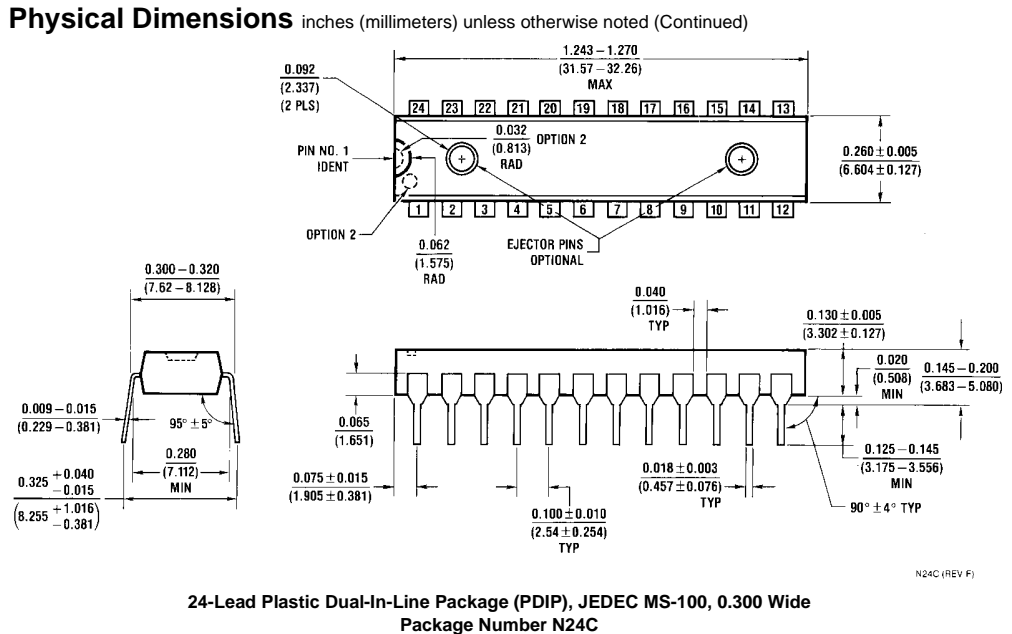 Physical Dimensions inches (millimeters) unless otherwise noted (Continued)
1.243 – 1.270
(31.57 – 32.26)
MAX
0.092
(2.337)
(2 PLS)
24 23 22 21 20 19 18 17 16 15 14 13
0.032
(0.813)
RAD
OPTION 2
PIN NO. 1
IDENT
0.260 ± 0.005
(6.604 ± 0.127)
1 2 3 4 5 6 7 8 9 10 11 12
OPTION 2
0.062
(1.575)
RAD
EJECTOR PINS
OPTIONAL
0.300 – 0.320
(7.62 – 8.128)
0.040
(1.016)
TYP
0.130 ± 0.005
(3.302 ± 0.127)
0.020
(0.508)
MIN
0.145 – 0.200
(3.683 – 5.080)
0.009 – 0.015
(0.229 – 0.381)
95° ± 5°
0.065
(1.651)
0.280
(7.112)
MIN
0.325 +0.040
−0.015
(8.255 +1.016
−0.381)
0.075 ± 0.015
(1.905 ± 0.381)
0.100 ± 0.010
(2.54 ± 0.254)
TYP
0.018 ± 0.003
(0.457 ± 0.076)
TYP
0.125 – 0.145
(3.175 – 3.556)
MIN
90° ± 4° TYP
N24C (REV F)
24-Lead Plastic Dual-In-Line Package (PDIP), JEDEC MS-100, 0.300 Wide
Package Number N24C